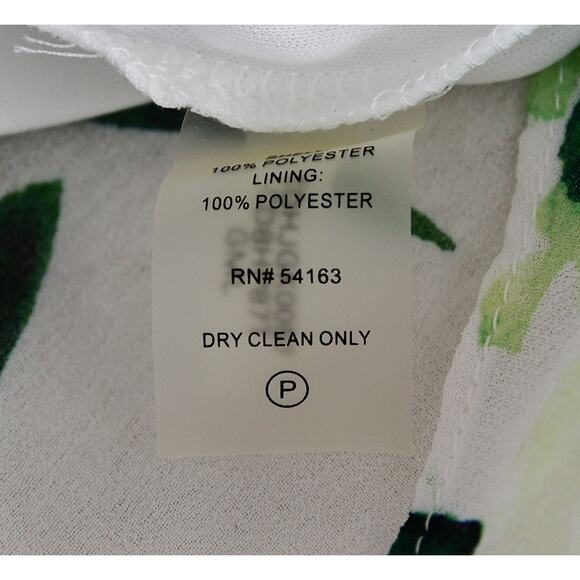 100% POLYESTER
LINING:
100% POLYESTER
RN# 54163
DRY CLEAN ONLY
P